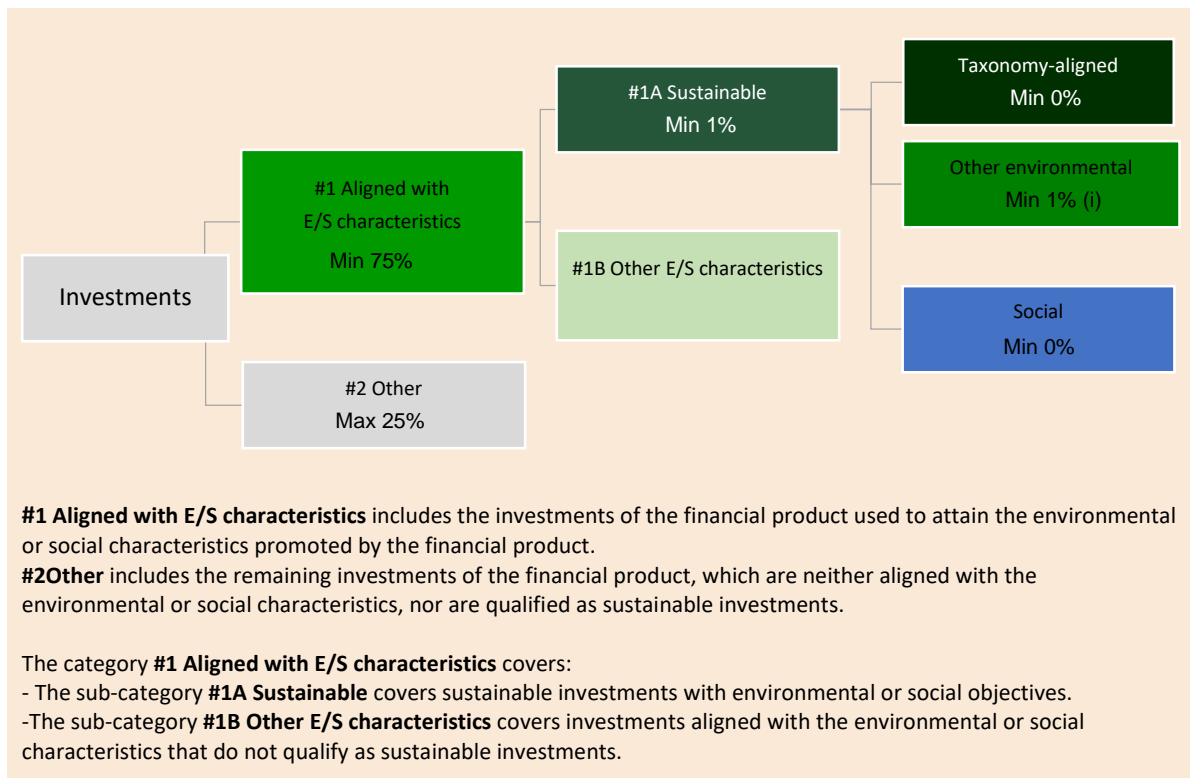 Investments
#1 Aligned with
E/S characteristics
Min 75%
#2 Other
Max 25%
#1A Sustainable
Min 1%
#1B Other E/S characteristics
Taxonomy-aligned
Min 0%
Other environmental
Min 1% (i)
Social
Min 0%
#1 Aligned with E/S characteristics includes the investments of the financial product used to attain the environmental
or social characteristics promoted by the financial product.
#2Other includes the remaining investments of the financial product, which are neither aligned with the
environmental or social characteristics, nor are qualified as sustainable investments.
The category #1 Aligned with E/S characteristics covers:
- The sub-category #1A Sustainable covers sustainable investments with environmental or social objectives.
-The sub-category #1B Other E/S characteristics covers investments aligned with the environmental or social
characteristics that do not qualify as sustainable investments.